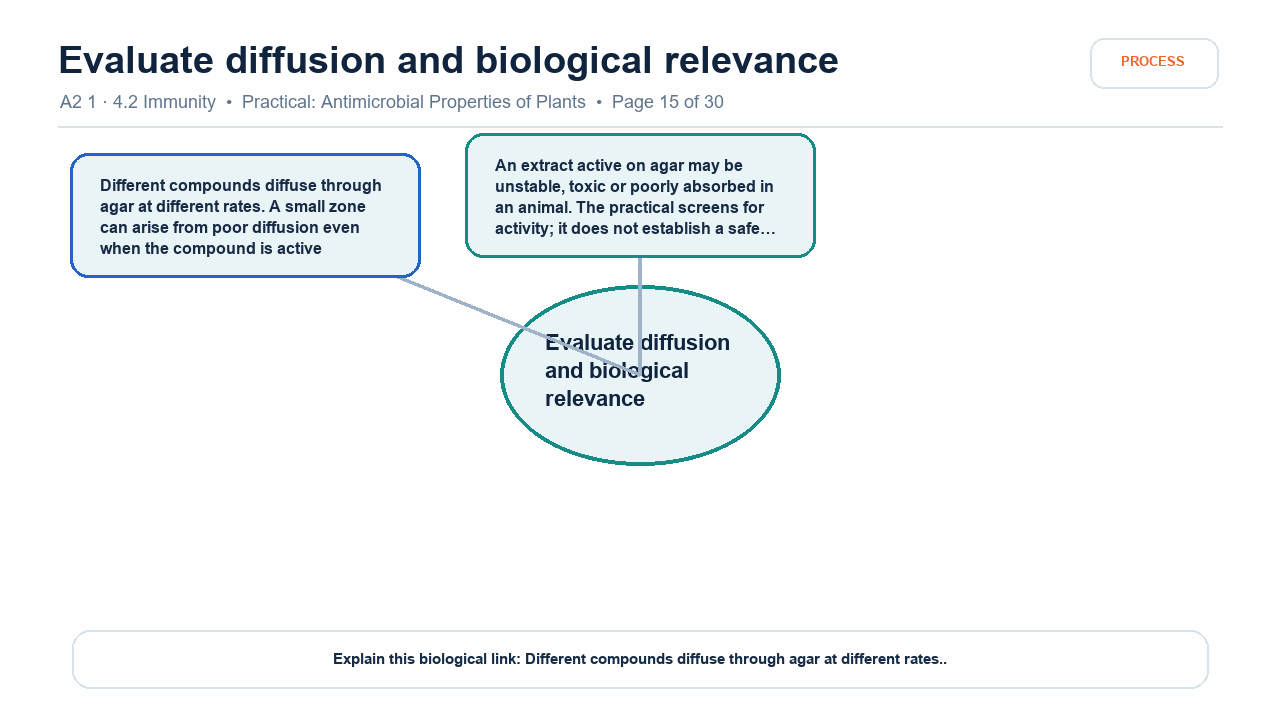 Evaluate diffusion and biological relevance
PROCESS
A2 1 · 4.2 Immunity • Practical: Antimicrobial Properties of Plants • Page 15 of 30
Different compounds diffuse through
agar at different rates. A small zone
can arise from poor diffusion even
when the compound is active
An extract active on agar may be
unstable, toxic or poorly absorbed in
an animal. The practical screens for
activity; it does not establish a safe…
Evaluate diffusion
and biological
relevance
Explain this biological link: Different compounds diffuse through agar at different rates..